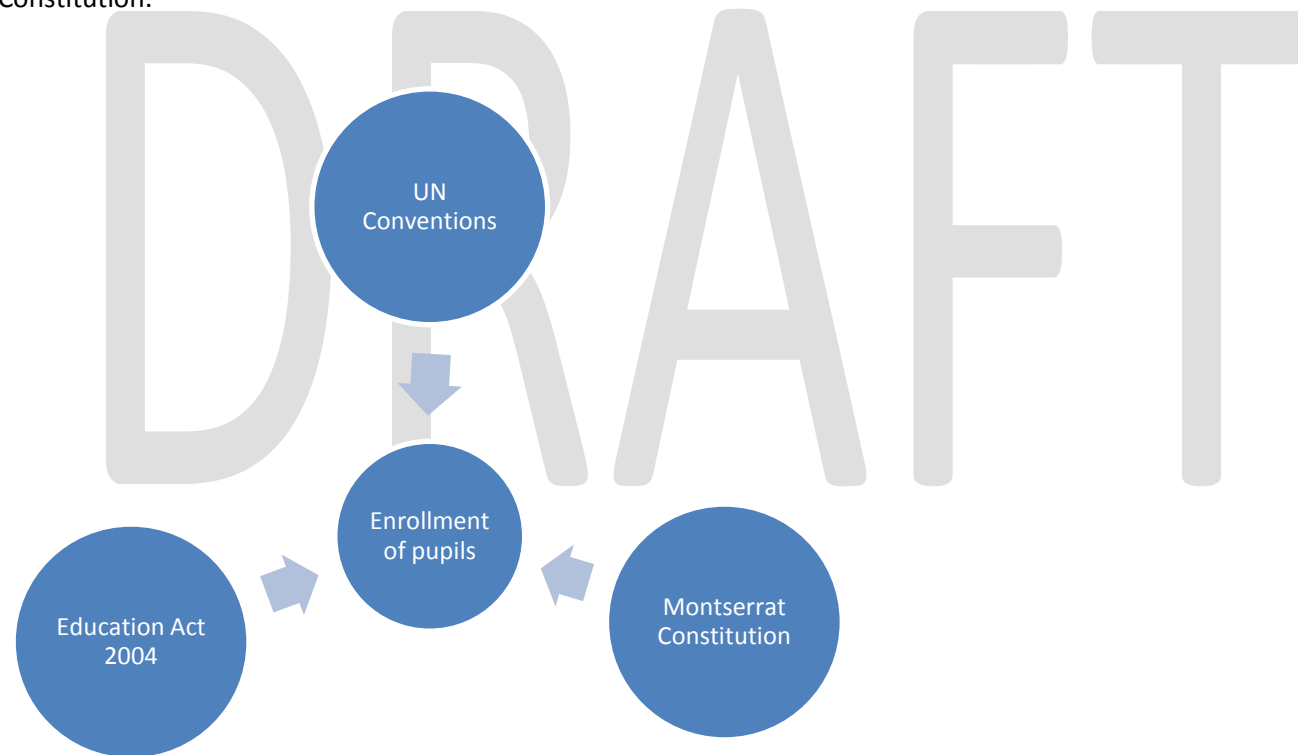 Constitution.
DRAFT
UN
Conventions
Enrollment
of pupils
Education Act
2004
Montserrat
Constitution